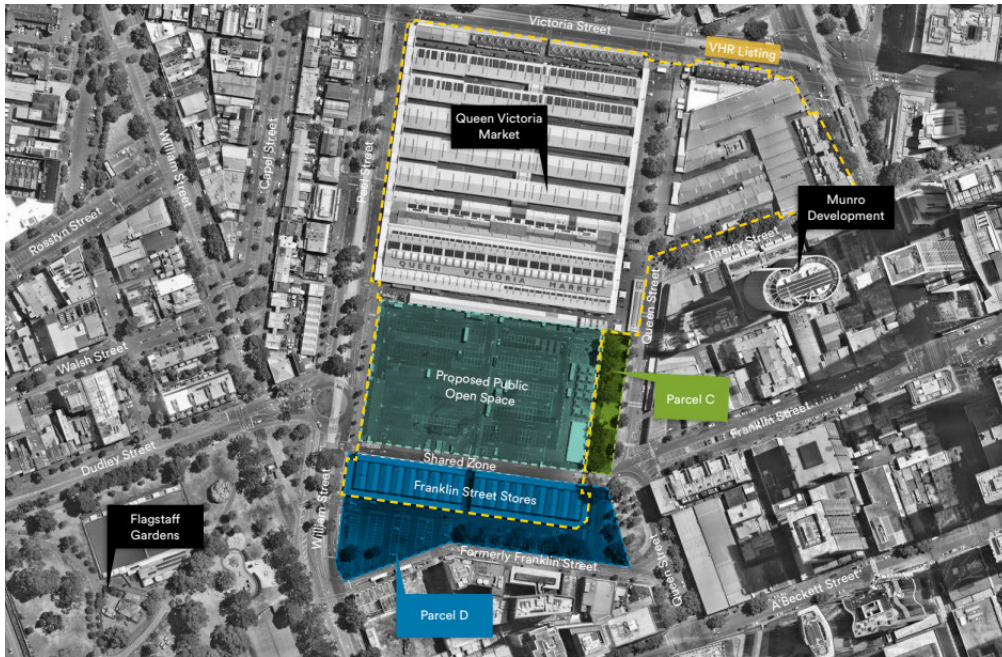 Victoria Street
VHR Listing
Queen Victoria
Market
William Street
Capel Street
Peel Street
Munro
Development
Rosslyn Street
Therry Street
QUEEN VICTORIA MARKET
Queen Street
Walsh Street
Proposed Public
Open Space
Parcel C
Franklin Street
Dudley Street
Shared Zone
Franklin Street Stores
William Street
Flagstaff
Gardens
Formerly Franklin Street
Queen Street
A'Beckett Street
Parcel D